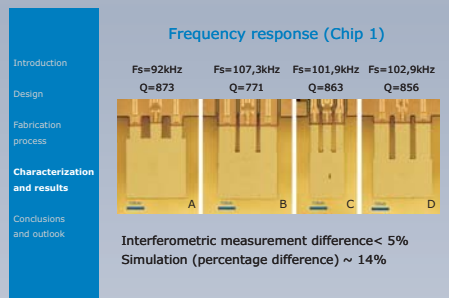 Frequency response (Chip 1)
Introduction
Design
Fabrication
process
Characterization
and results
Conclusions
and outlook
Fs=92kHz Fs=107,3kHz Fs=101,9kHz Fs=102,9kHz
Q=873 Q=771 Q=863 Q=856
A B C D
Interferometric measurement difference< 5%
Simulation (percentage difference) ~ 14%